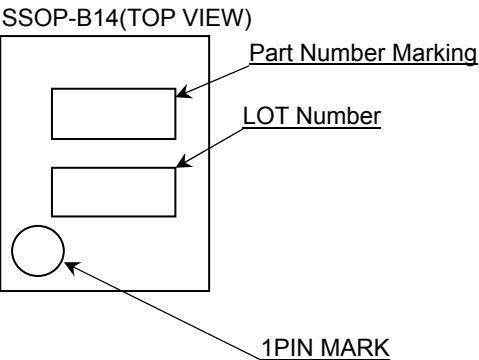 SSOP-B14(TOP VIEW)
Part Number Marking
LOT Number
1PIN MARK